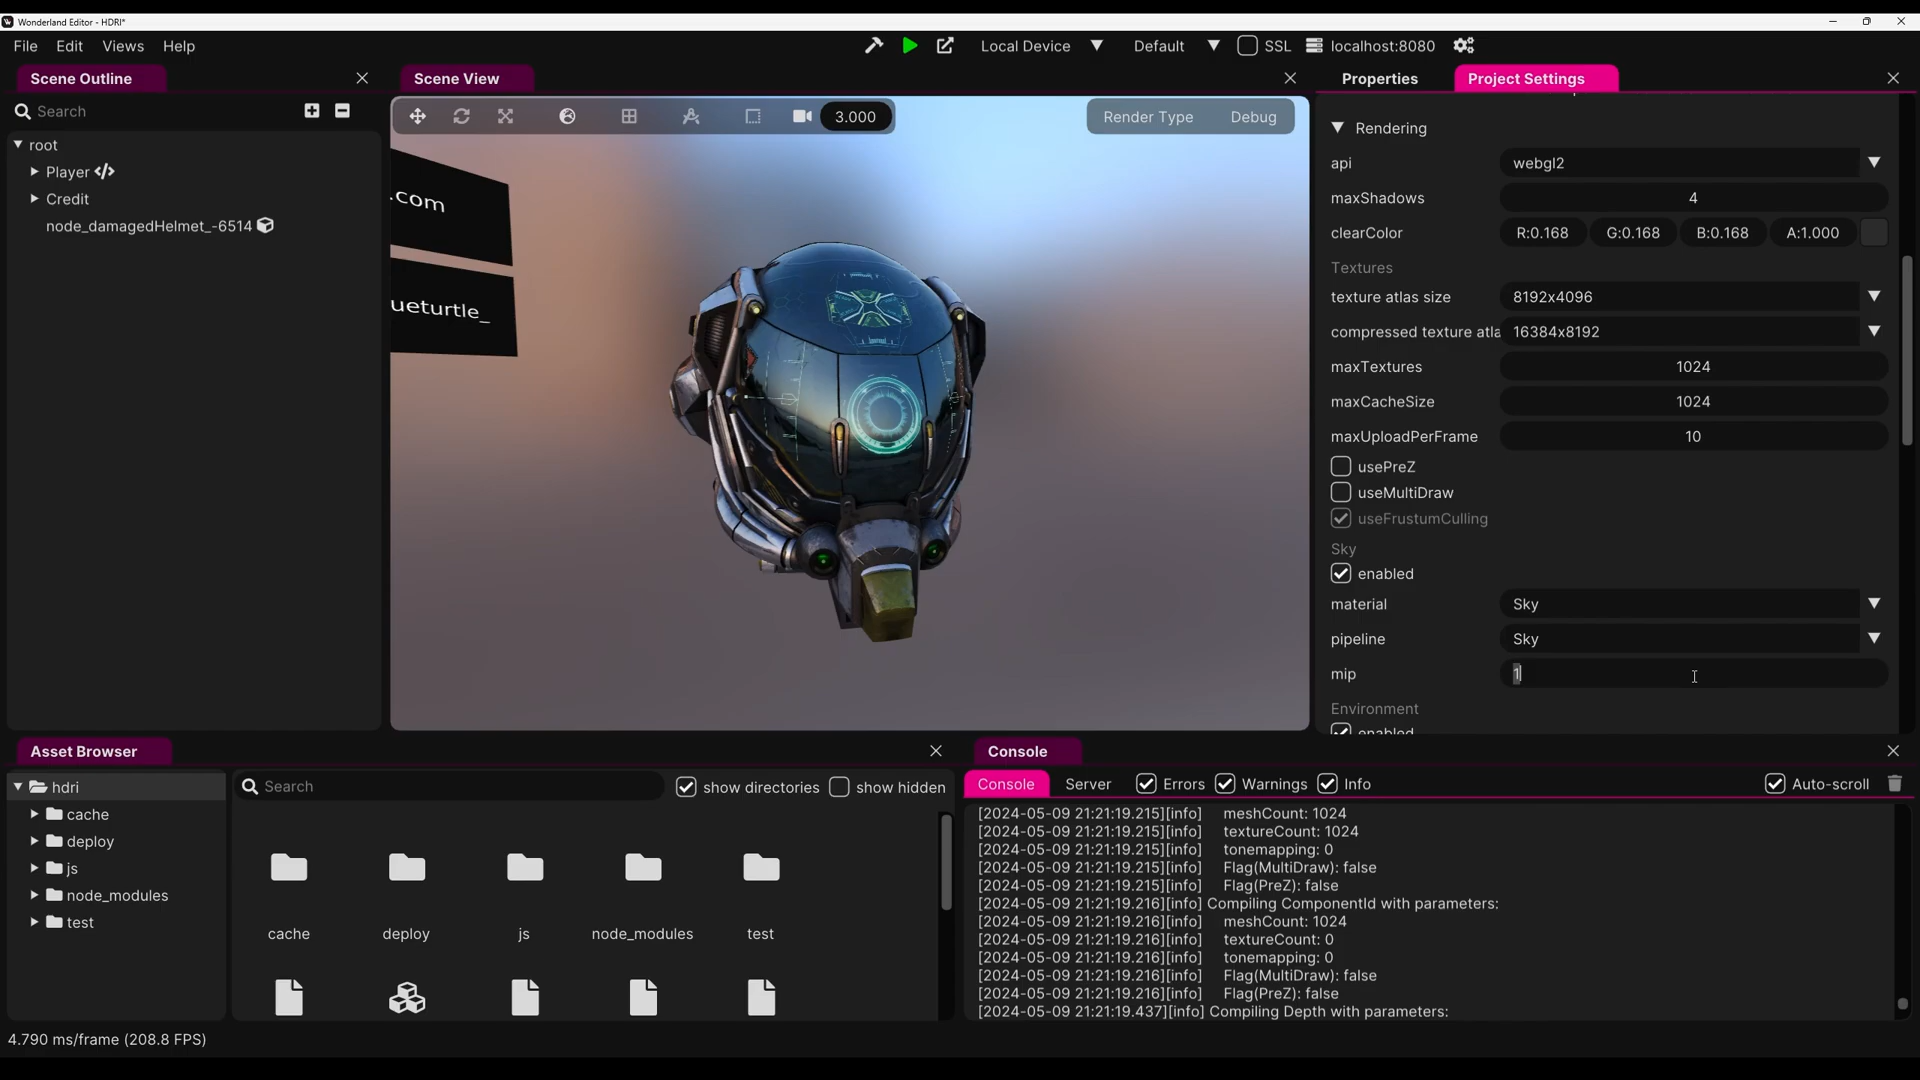 Wonderland Editor - HDRI*
File Edit Views Help
Local Device Default SSL localhost:8080
Scene Outline
Search
root
Player
Credit
node_damagedHelmet_-6514
Scene View
3.000
Render Type Debug
.com
ueturtle_
Properties Project Settings
Rendering
api webgl2
maxShadows 4
clearColor R:0.168 G:0.168 B:0.168 A:1.000
Textures
texture atlas size 8192x4096
compressed texture atla 16384x8192
maxTextures 1024
maxCacheSize 1024
maxUploadPerFrame 10
usePreZ
useMultiDraw
useFrustumCulling
Sky
enabled
material Sky
pipeline Sky
mip 1
Environment
enabled
Asset Browser
hdri
cache
deploy
js
node_modules
test
Search show directories show hidden
cache deploy js node_modules test
Console
Console Server Errors Warnings Info Auto-scroll
[2024-05-09 21:21:19.215][info] meshCount: 1024
[2024-05-09 21:21:19.215][info] textureCount: 1024
[2024-05-09 21:21:19.215][info] tonemapping: 0
[2024-05-09 21:21:19.215][info] Flag(MultiDraw): false
[2024-05-09 21:21:19.215][info] Flag(PreZ): false
[2024-05-09 21:21:19.216][info] Compiling ComponentId with parameters:
[2024-05-09 21:21:19.216][info] meshCount: 1024
[2024-05-09 21:21:19.216][info] textureCount: 0
[2024-05-09 21:21:19.216][info] tonemapping: 0
[2024-05-09 21:21:19.216][info] Flag(MultiDraw): false
[2024-05-09 21:21:19.216][info] Flag(PreZ): false
[2024-05-09 21:21:19.437][info] Compiling Depth with parameters:
4.790 ms/frame (208.8 FPS)